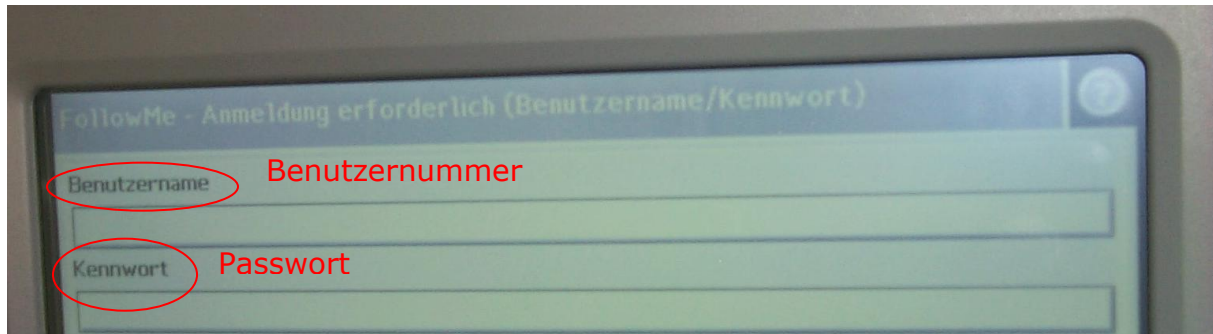 FollowMe - Anmeldung erforderlich (Benutzername/Kennwort) ?
Benutzername Benutzernummer
Kennwort Passwort